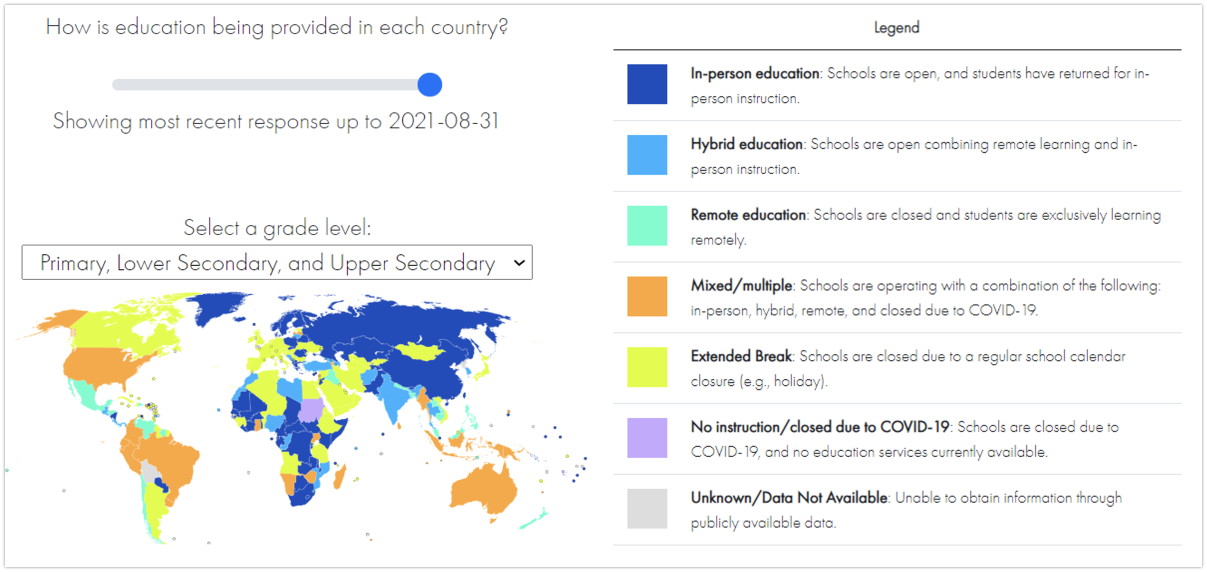 How is education being provided in each country?
Showing most recent response up to 2021-08-31
Select a grade level:
Primary, Lower Secondary, and Upper Secondary
Legend
In-person education: Schools are open, and students have returned for in-
person instruction.
Hybrid education: Schools are open combining remote learning and in-
person instruction.
Remote education: Schools are closed and students are exclusively learning
remotely.
Mixed/multiple: Schools are operating with a combination of the following:
in-person, hybrid, remote, and closed due to COVID-19.
Extended Break: Schools are closed due to a regular school calendar
closure (e.g., holiday).
No instruction/closed due to COVID-19: Schools are closed due to
COVID-19, and no education services currently available.
Unknown/Data Not Available: Unable to obtain information through
publicly available data.